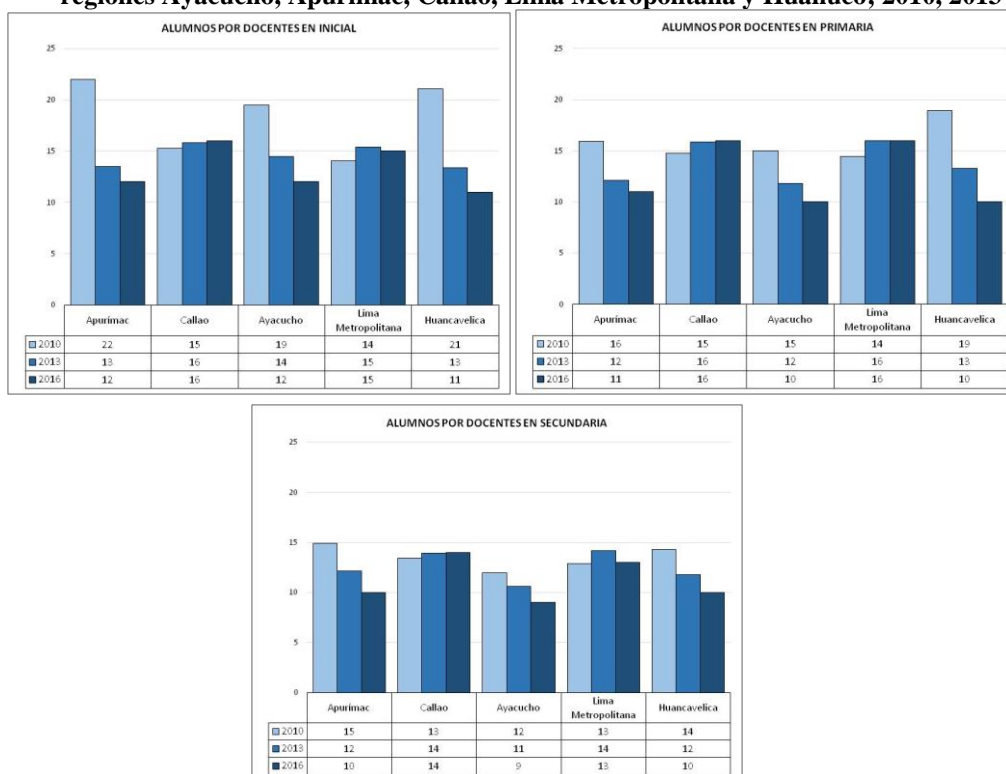 regiones Ayacucho, Apurímac, Callao, Lima Metropolitana y Huánuco, 2010, 2013
ALUMNOS POR DOCENTES EN INICIAL
25
20
15
10
5
0
Apurímac Callao Ayacucho Lima Metropolitana Huancavelica
2010 22 15 19 14 21
2013 13 16 14 15 13
2016 12 16 12 15 11
ALUMNOS POR DOCENTES EN PRIMARIA
25
20
15
10
5
0
Apurímac Callao Ayacucho Lima Metropolitana Huancavelica
2010 16 15 15 14 19
2013 12 16 12 16 13
2016 11 16 10 16 10
ALUMNOS POR DOCENTES EN SECUNDARIA
25
20
15
10
5
0
Apurímac Callao Ayacucho Lima Metropolitana Huancavelica
2010 15 13 12 13 14
2013 12 14 11 14 12
2016 10 14 9 13 10